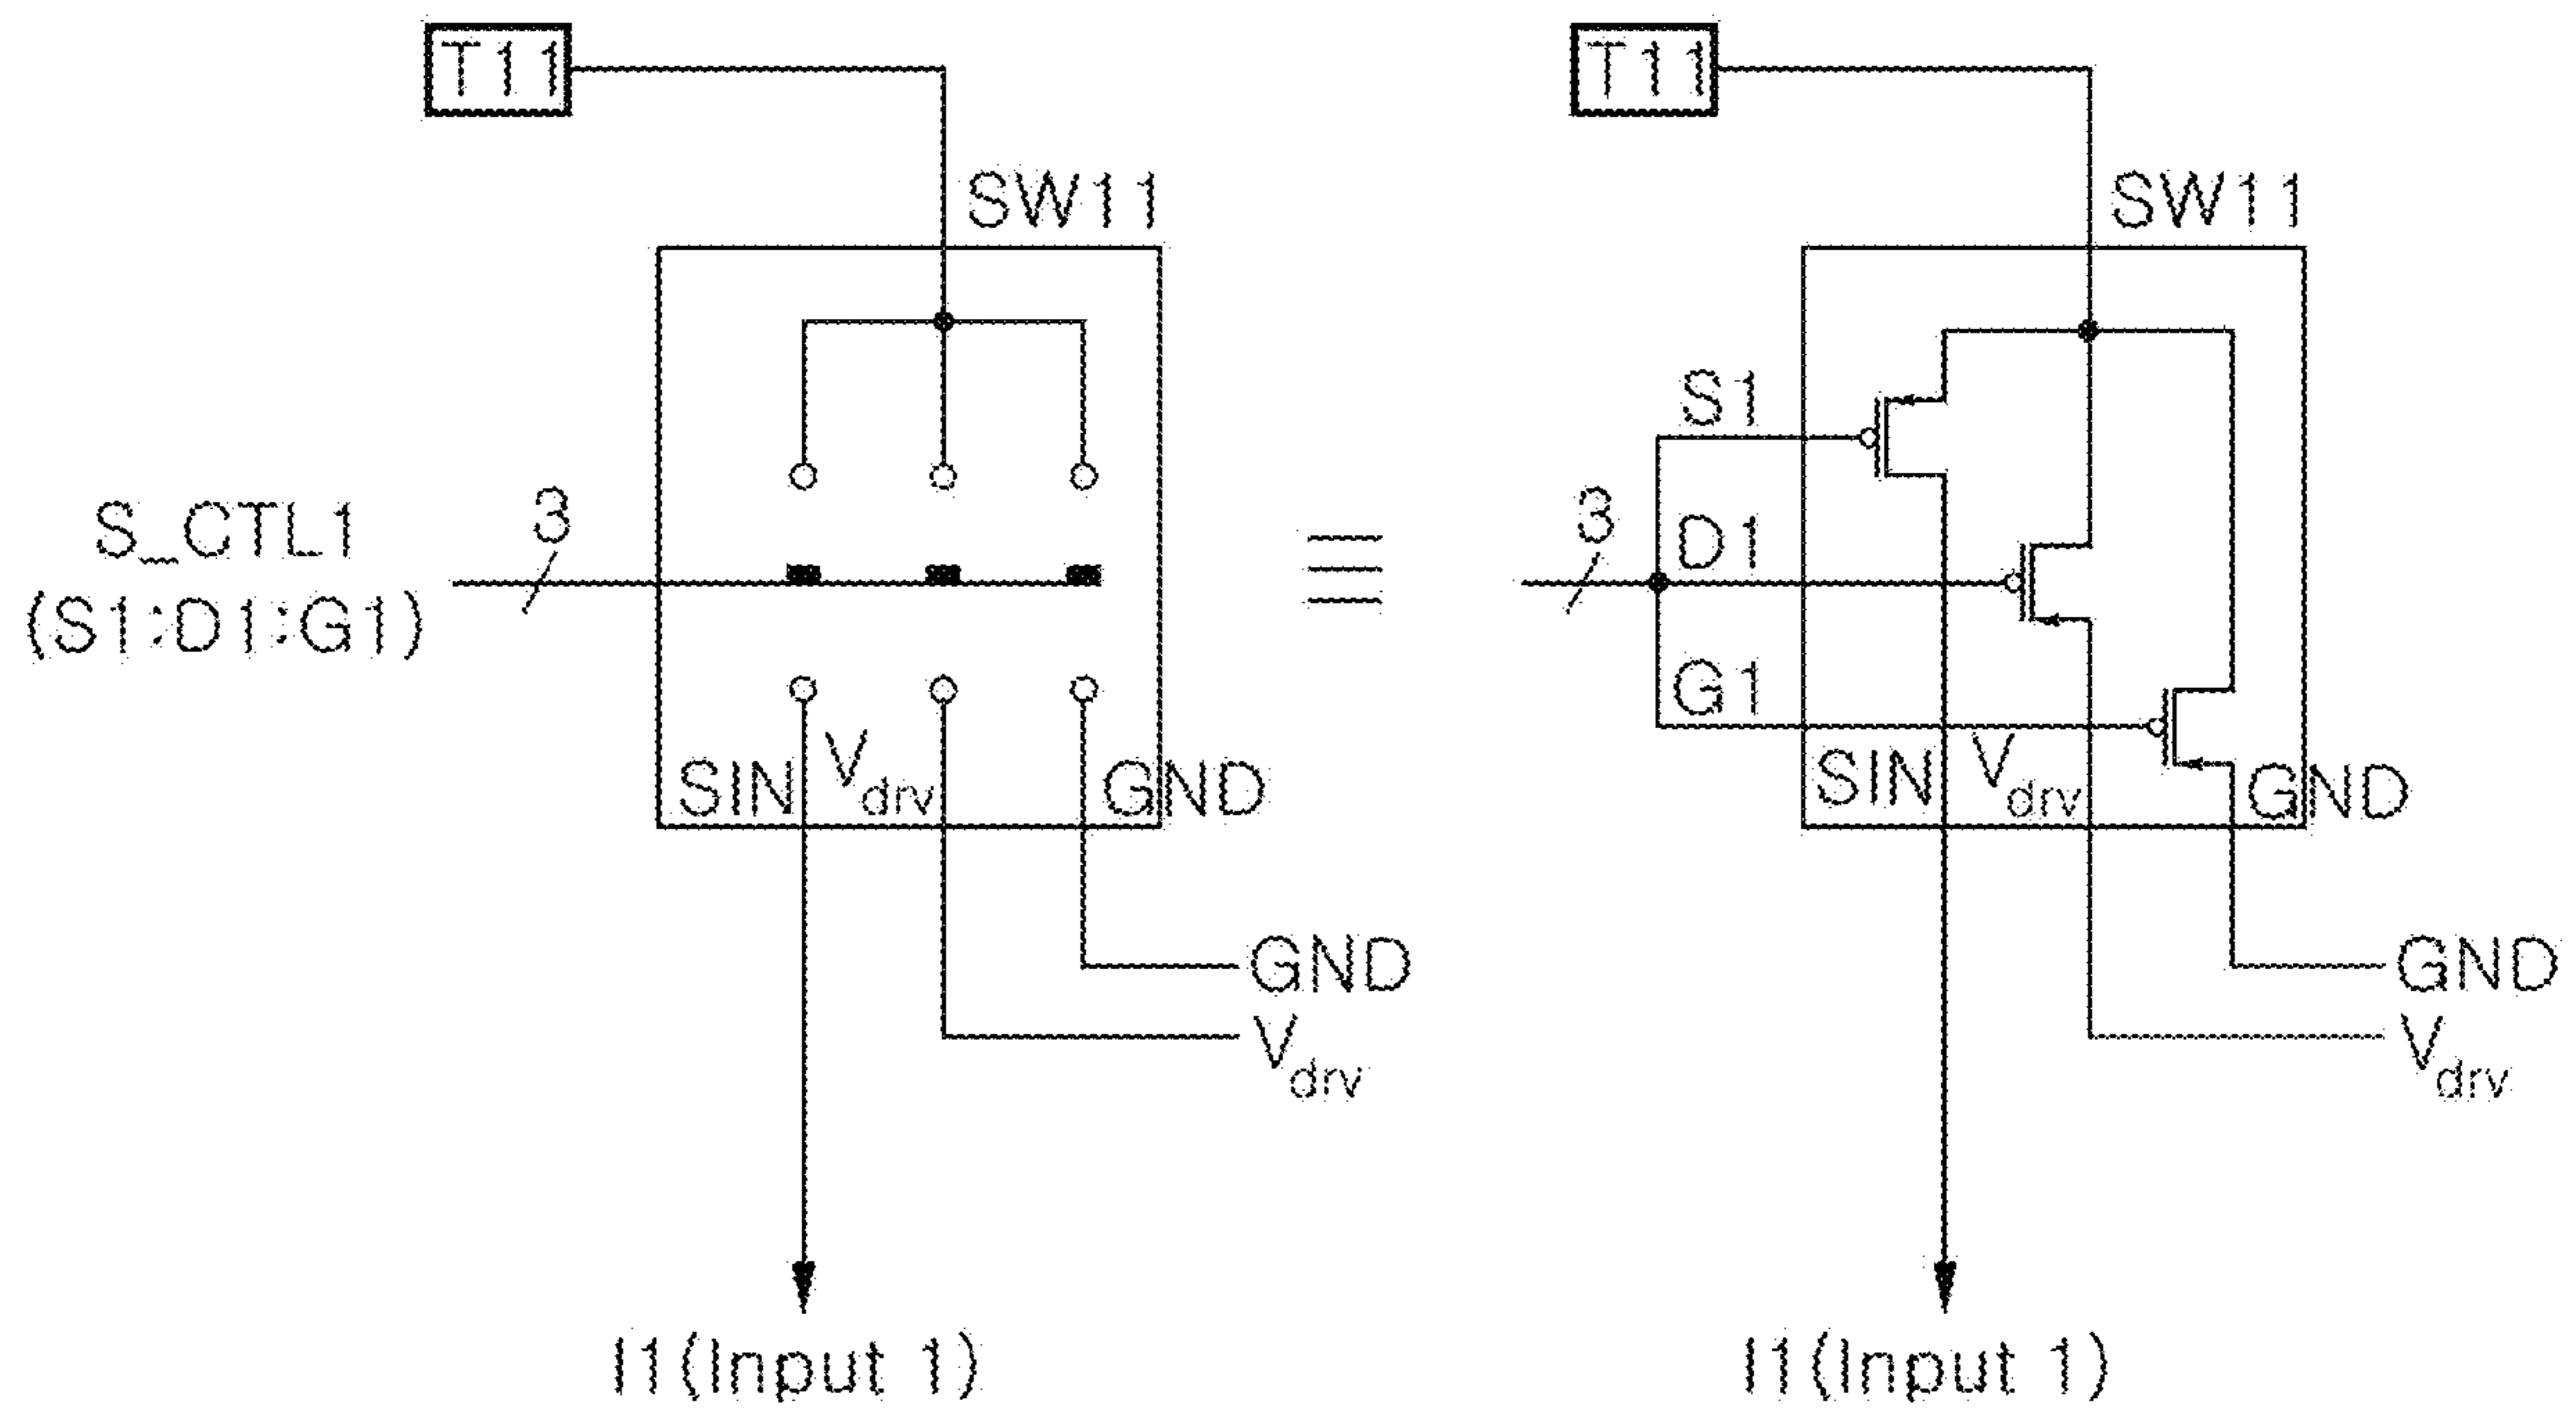 T11
SW11
S_CTL1
(S1:D1:G1)
3
SIN
Vdrv
GND
GND
Vdrv
I1(Input 1)
T11
SW11
3
S1
D1
G1
SIN
Vdrv
GND
GND
Vdrv
I1(Input 1)